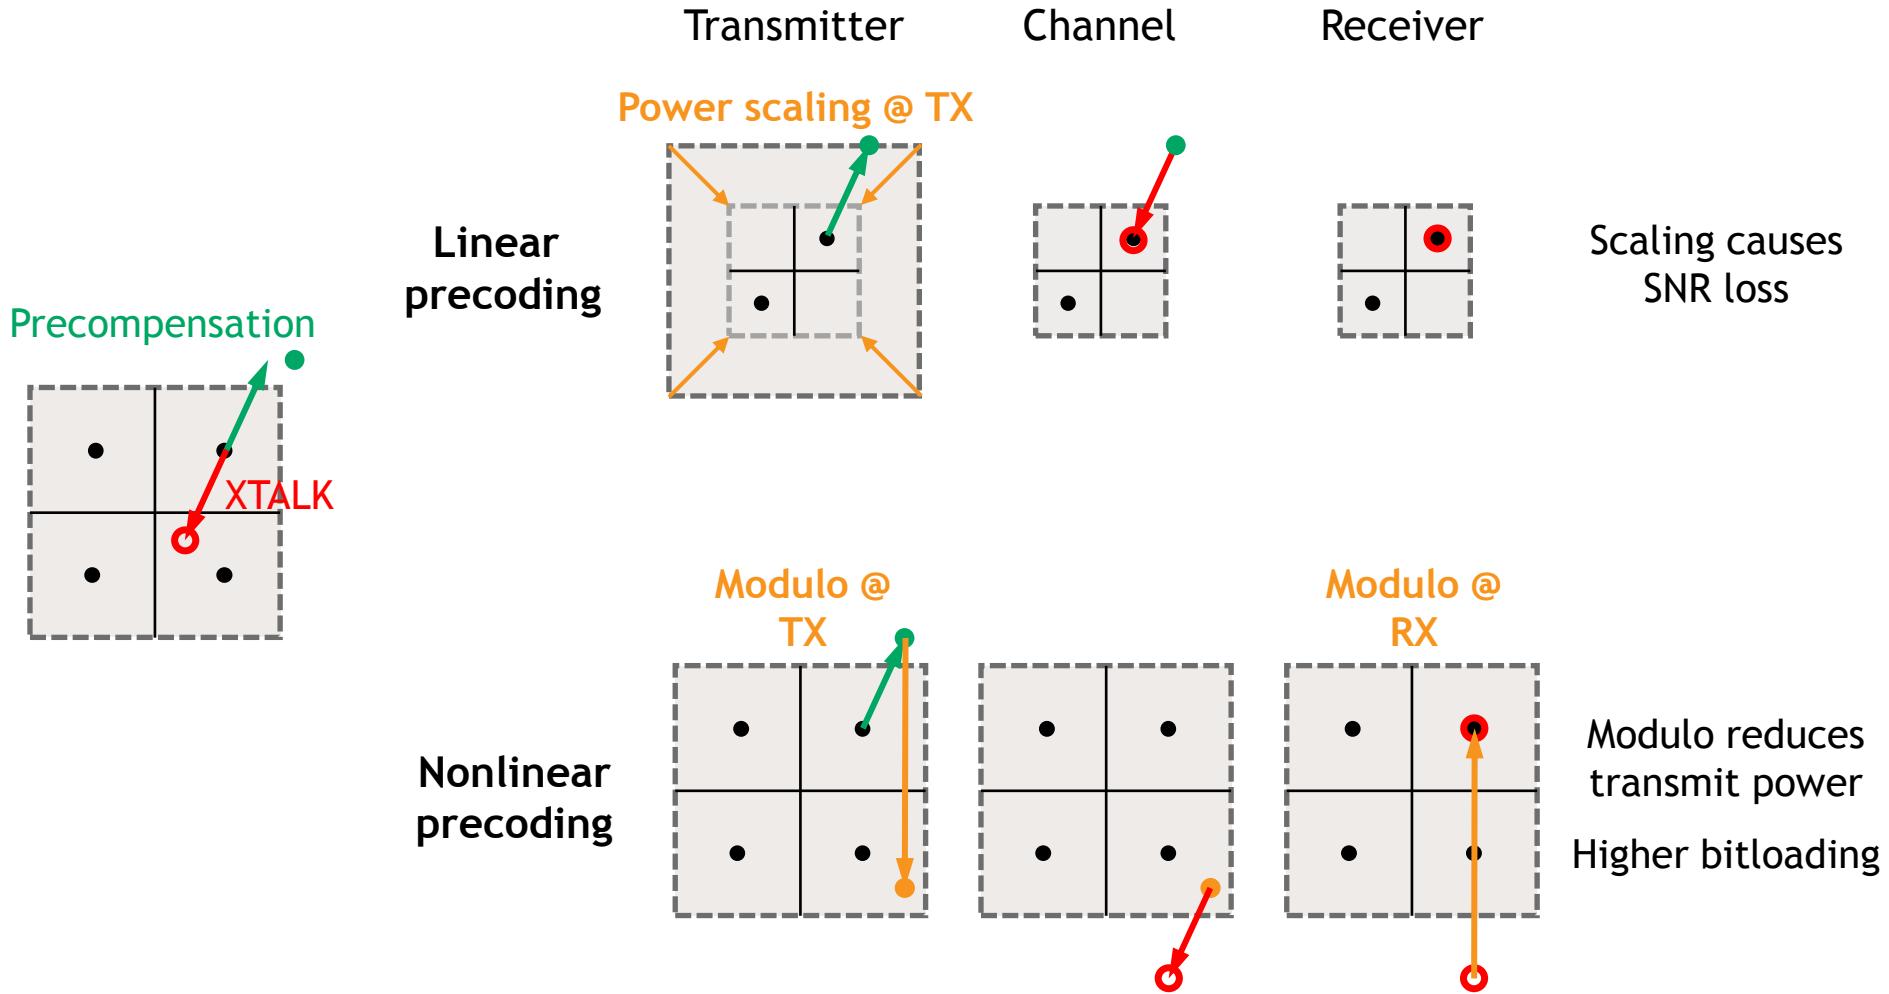 Transmitter
Channel
Receiver
Power scaling @ TX
Linear
precoding
Scaling causes
SNR loss
Precompensation
XTALK
Modulo @
TX
Modulo @
RX
Nonlinear
precoding
Modulo reduces
transmit power
Higher bitloading